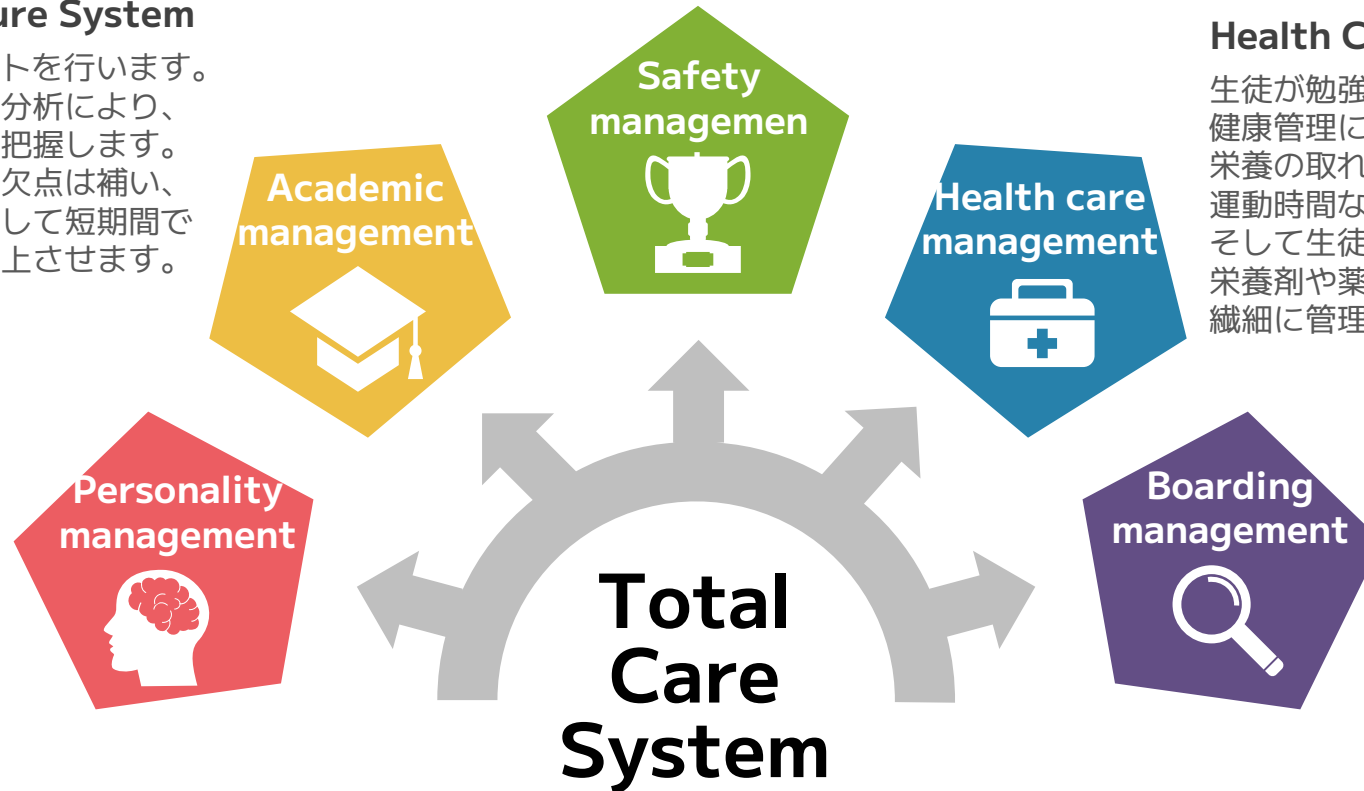 ure System
トを行います。
分析により、
把握します。
欠点は補い、
して短期間で
上させます。
Safety
managemen
Health C
生徒が勉強
健康管理に
栄養の取れ
運動時間な
そして生徒
栄養剤や薬
繊細に管理
Academic
management
Health care
management
Personality
management
Boarding
management
Total
Care
System